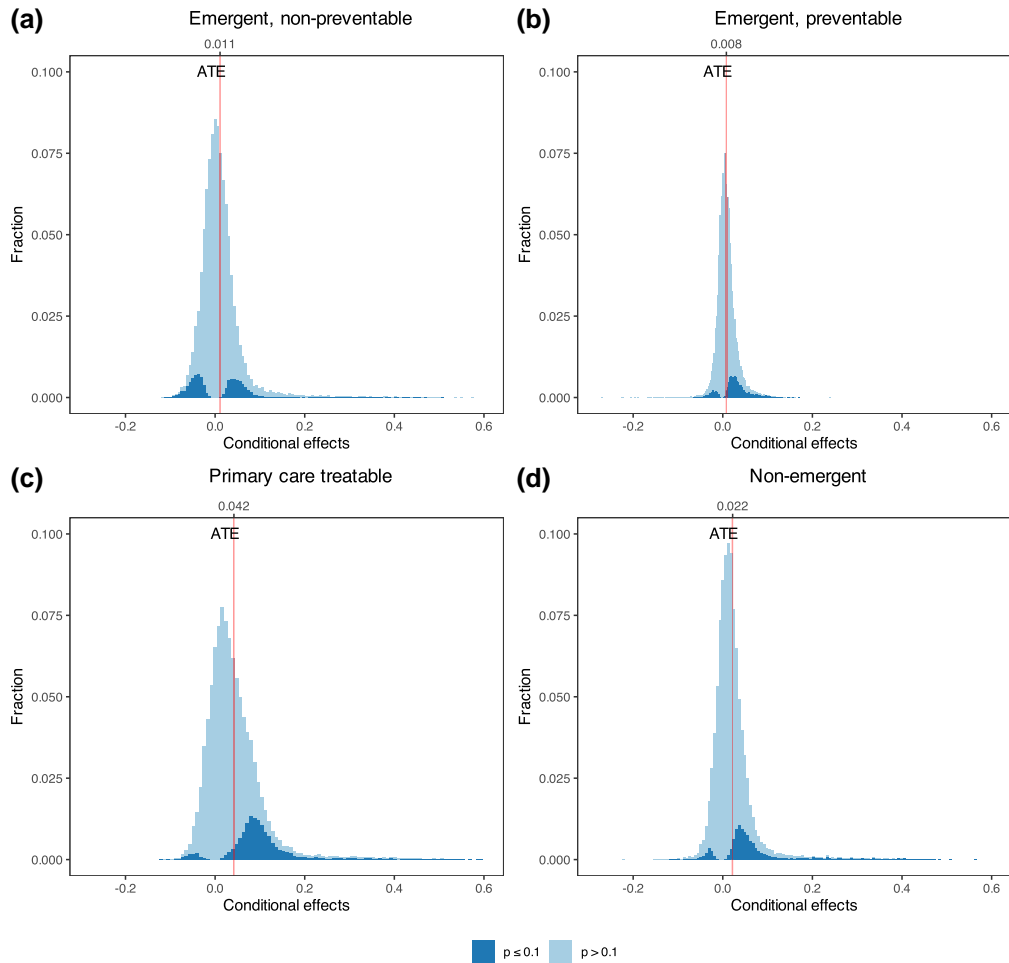 (a) Emergent, non-preventable
0.011
ATE
0.100
0.075
0.050
0.025
0.000
Fraction
-0.2 0.0 0.2 0.4 0.6
Conditional effects
(b) Emergent, preventable
0.008
ATE
0.100
0.075
0.050
0.025
0.000
Fraction
-0.2 0.0 0.2 0.4 0.6
Conditional effects
(c) Primary care treatable
0.042
ATE
0.100
0.075
0.050
0.025
0.000
Fraction
-0.2 0.0 0.2 0.4 0.6
Conditional effects
(d) Non-emergent
0.022
ATE
0.100
0.075
0.050
0.025
0.000
Fraction
-0.2 0.0 0.2 0.4 0.6
Conditional effects
p ≤ 0.1 p > 0.1